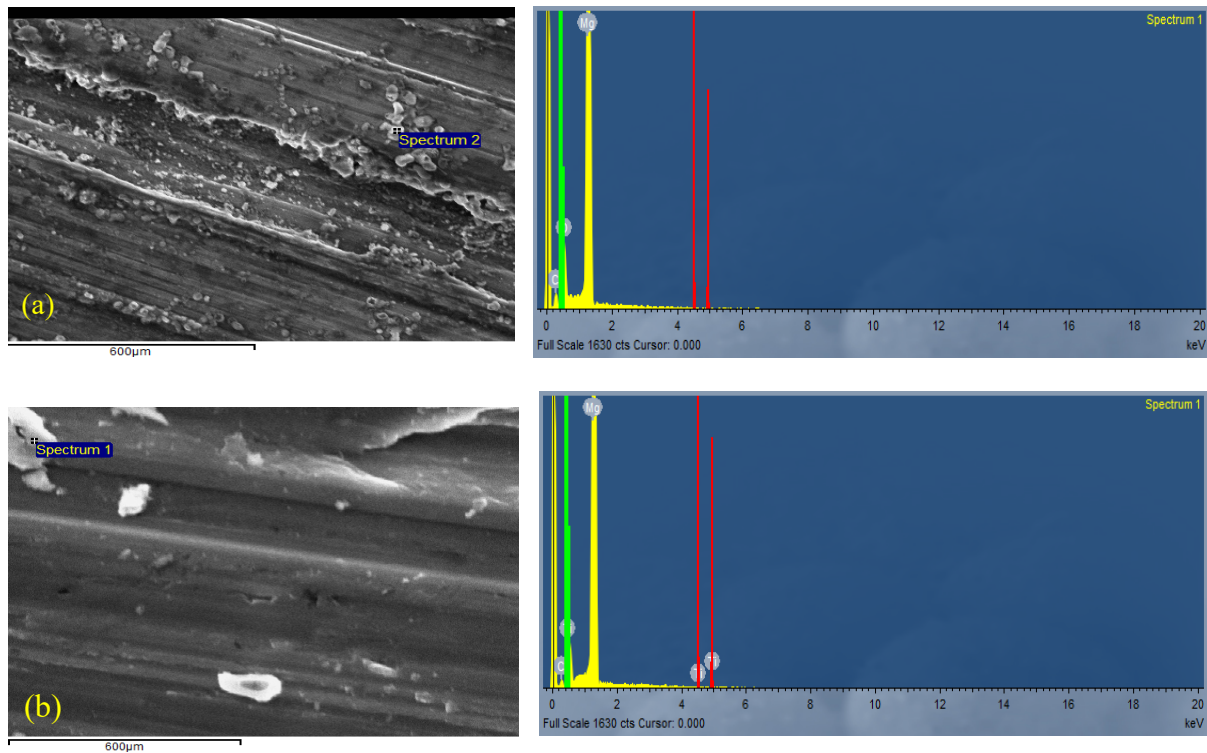 Spectrum 2
(a)
600µm
Spectrum 1
Mg
C
0 2 4 6 8 10 12 14 16 18 20
Full Scale 1630 cts Cursor: 0.000 keV
Spectrum 1
(b)
600µm
Spectrum 1
Mg
C
Ti
0 2 4 6 8 10 12 14 16 18 20
Full Scale 1630 cts Cursor: 0.000 keV